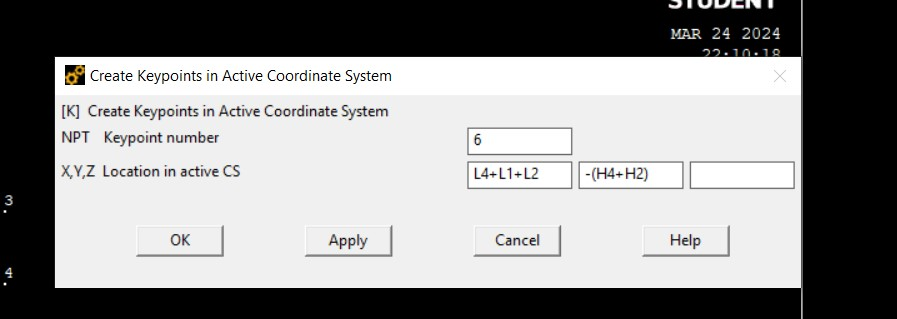 STUDENT
MAR 24 2024
22:10:18
Create Keypoints in Active Coordinate System
[K] Create Keypoints in Active Coordinate System
NPT Keypoint number 6
X,Y,Z Location in active CS L4+L1+L2 -(H4+H2)
3
OK Apply Cancel Help
4